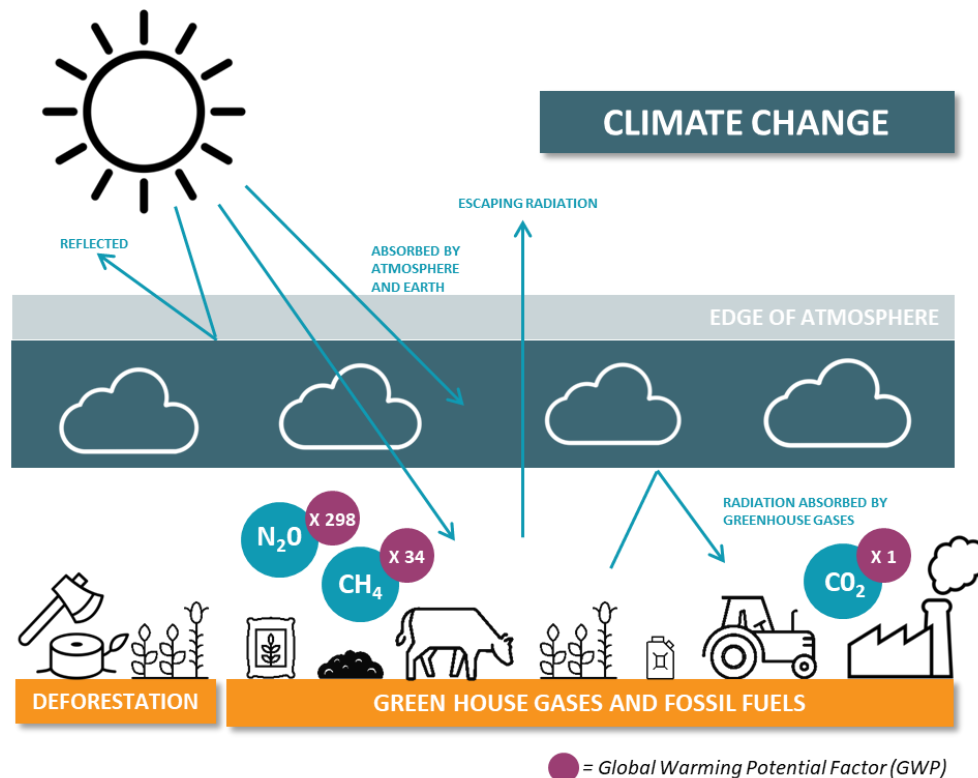 CLIMATE CHANGE
ESCAPING RADIATION
REFLECTED
ABSORBED BY
ATMOSPHERE
AND EARTH
EDGE OF ATMOSPHERE
RADIATION ABSORBED BY
GREENHOUSE GASES
N₂0
X 298
CH₄
X 34
C0₂
X 1
DEFORESTATION
GREEN HOUSE GASES AND FOSSIL FUELS
= Global Warming Potential Factor (GWP)